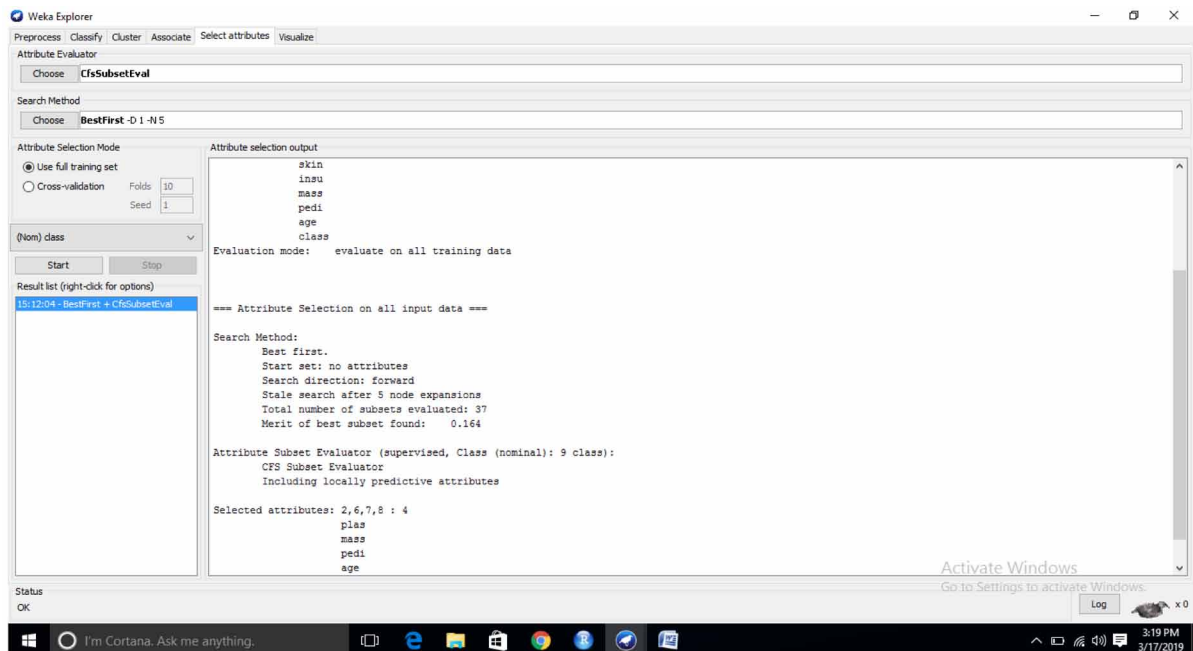 Weka Explorer
Preprocess Classify Cluster Associate Select attributes Visualize
Attribute Evaluator
Choose CfsSubsetEval
Search Method
Choose BestFirst -D 1 -N 5
Attribute Selection Mode
Use full training set
Cross-validation Folds 10
Seed 1
(Nom) class
Start Stop
Result list (right-click for options)
15:12:04 - BestFirst + CfsSubsetEval
Attribute selection output
skin
insu
mass
pedi
age
class
Evaluation mode: evaluate on all training data
=== Attribute Selection on all input data ===
Search Method:
Best first.
Start set: no attributes
Search direction: forward
Stale search after 5 node expansions
Total number of subsets evaluated: 37
Merit of best subset found: 0.164
Attribute Subset Evaluator (supervised, Class (nominal): 9 class):
CFS Subset Evaluator
Including locally predictive attributes
Selected attributes: 2,6,7,8 : 4
plas
mass
pedi
age
Activate Windows
Go to Settings to activate Windows.
Status
OK
Log x 0
I'm Cortana. Ask me anything.
3:19 PM
3/17/2019